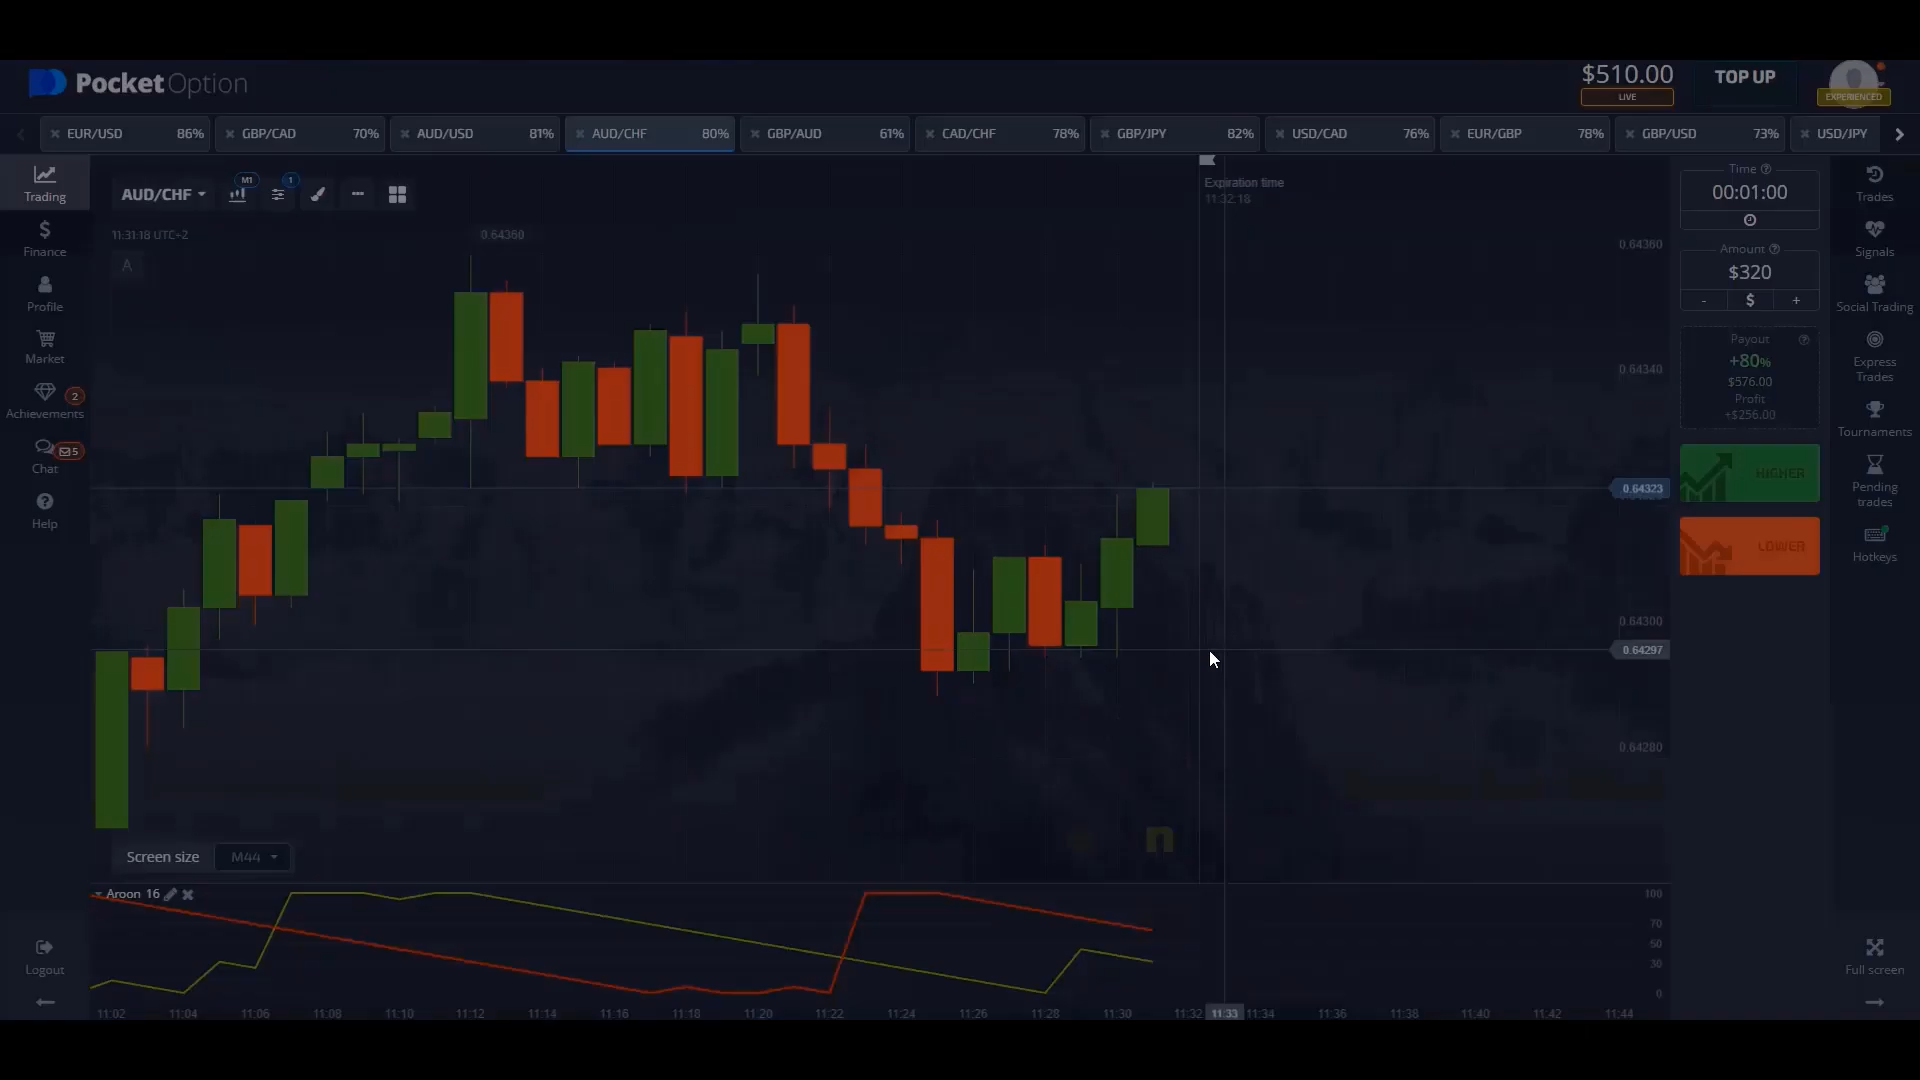 PocketOption
$510.00
LIVE
TOP UP
EXPERIENCED
EUR/USD 86%
GBP/CAD 70%
AUD/USD 81%
AUD/CHF 80%
GBP/AUD 61%
CAD/CHF 78%
GBP/JPY 82%
USD/CAD 76%
EUR/GBP 78%
GBP/USD 73%
USD/JPY
Trading
Finance
Profile
Market
Achievements 2
Chat 5
Help
Logout
AUD/CHF
M1
1
11:31:18 UTC+2
A
0.64360
Expiration time
11:32:18
0.64360
0.64340
0.64323
0.64300
0.64297
0.64280
Screen size M44
Aroon 16
100
70
50
30
0
11:02 11:04 11:06 11:08 11:10 11:12 11:14 11:16 11:18 11:20 11:22 11:24 11:26 11:28 11:30 11:32 11:33 11:34 11:36 11:38 11:40 11:42 11:44
Time
00:01:00
Amount
$320
- $ +
Payout
+80%
$576.00
Profit
+$256.00
HIGHER
LOWER
Trades
Signals
Social Trading
Express
Trades
Tournaments
Pending
trades
Hotkeys
Full screen